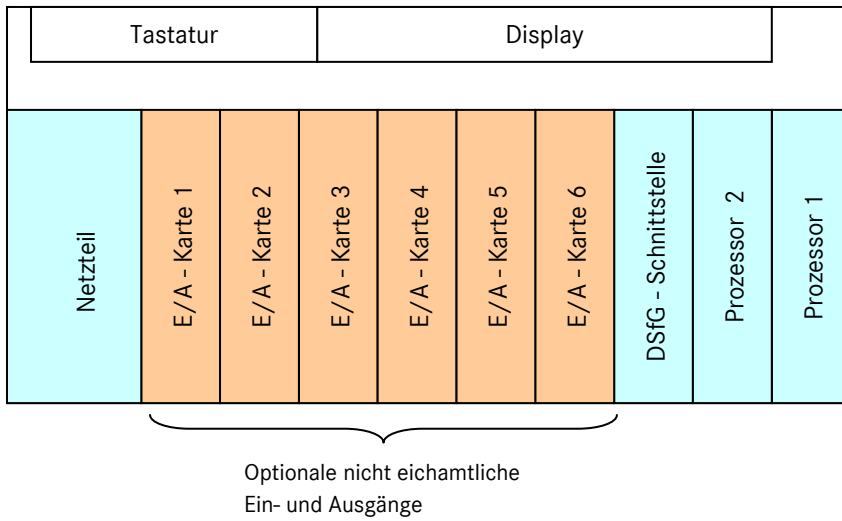 Tastatur
Display
Netzteil
E/A - Karte 1
E/A - Karte 2
E/A - Karte 3
E/A - Karte 4
E/A - Karte 5
E/A - Karte 6
DSfG - Schnittstelle
Prozessor 2
Prozessor 1
Optionale nicht eichamtliche
Ein- und Ausgänge